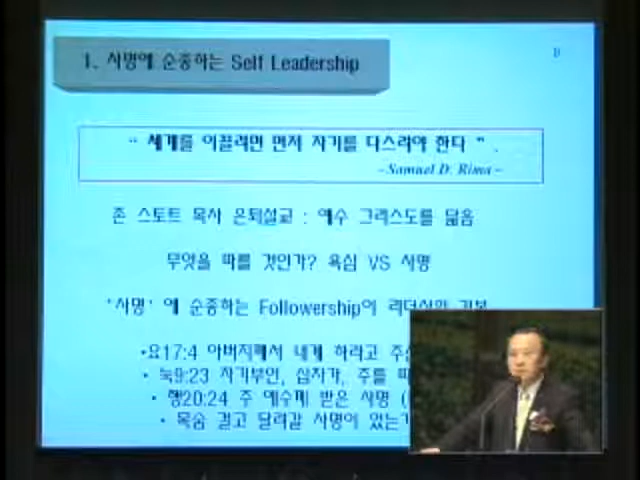 1. 사명에 순종하는 Self Leadership
" 세계를 이끌려면 먼저 자기를 다스려야 한다 ".
-Samuel D. Rima-
존 스토트 목사 은퇴설교 : 예수 그리스도를 닮음
무엇을 따를 것인가? 욕심 VS 사명
'사명' 에 순종하는 Followership이 리더십의 기본
•요17:4 아버지께서 내게 하라고 주신
• 눅9:23 자기부인, 십자가, 주를 따
• 행20:24 주 예수께 받은 사명 (
• 목숨 걸고 달려갈 사명이 있는가